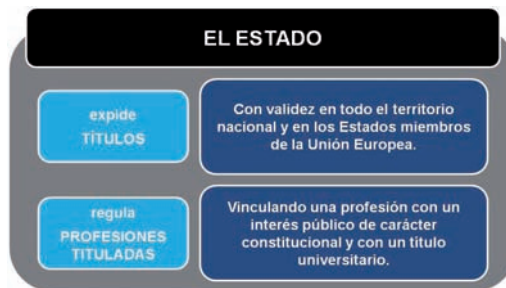 EL ESTADO
expide
TÍTULOS
Con validez en todo el territorio
nacional y en los Estados miembros
de la Unión Europea.
regula
PROFESIONES
TITULADAS
Vinculando una profesión con un
interés público de carácter
constitucional y con un título
universitario.